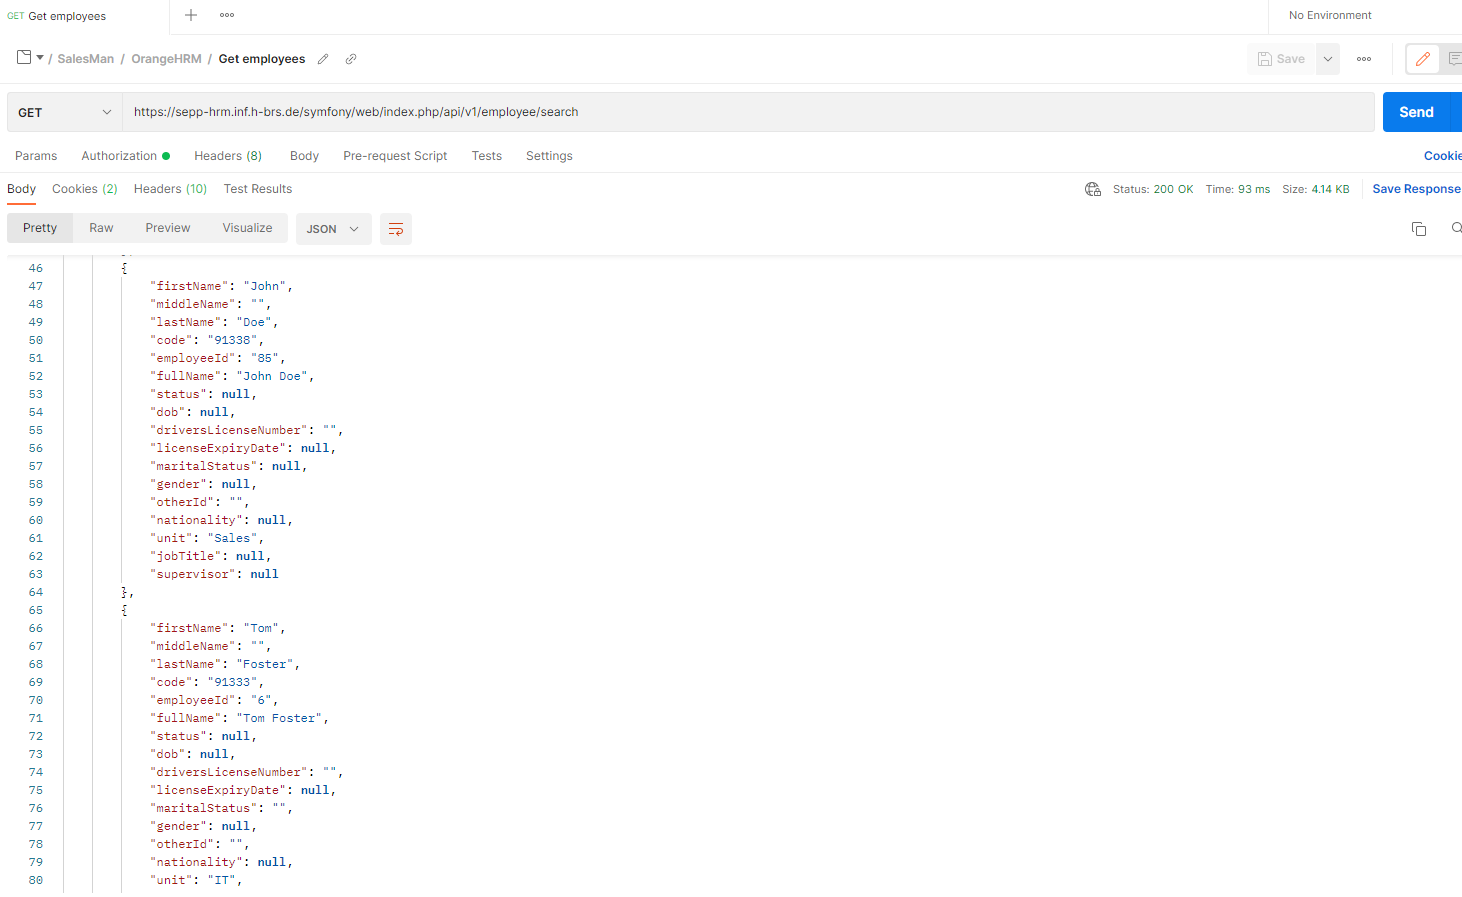 GET Get employees
No Environment
/ SalesMan / OrangeHRM / Get employees
Save
GET https://sepp-hrm.inf.h-brs.de/symfony/web/index.php/api/v1/employee/search Send
Params Authorization Headers (8) Body Pre-request Script Tests Settings Cookie
Body Cookies (2) Headers (10) Test Results Status: 200 OK Time: 93 ms Size: 4.14 KB Save Response
Pretty Raw Preview Visualize JSON
46 {
47 "firstName": "John",
48 "middleName": "",
49 "lastName": "Doe",
50 "code": "91338",
51 "employeeId": "85",
52 "fullName": "John Doe",
53 "status": null,
54 "dob": null,
55 "driversLicenseNumber": "",
56 "licenseExpiryDate": null,
57 "maritalStatus": null,
58 "gender": null,
59 "otherId": "",
60 "nationality": null,
61 "unit": "Sales",
62 "jobTitle": null,
63 "supervisor": null
64 },
65 {
66 "firstName": "Tom",
67 "middleName": "",
68 "lastName": "Foster",
69 "code": "91333",
70 "employeeId": "6",
71 "fullName": "Tom Foster",
72 "status": null,
73 "dob": null,
74 "driversLicenseNumber": "",
75 "licenseExpiryDate": null,
76 "maritalStatus": "",
77 "gender": null,
78 "otherId": "",
79 "nationality": null,
80 "unit": "IT",